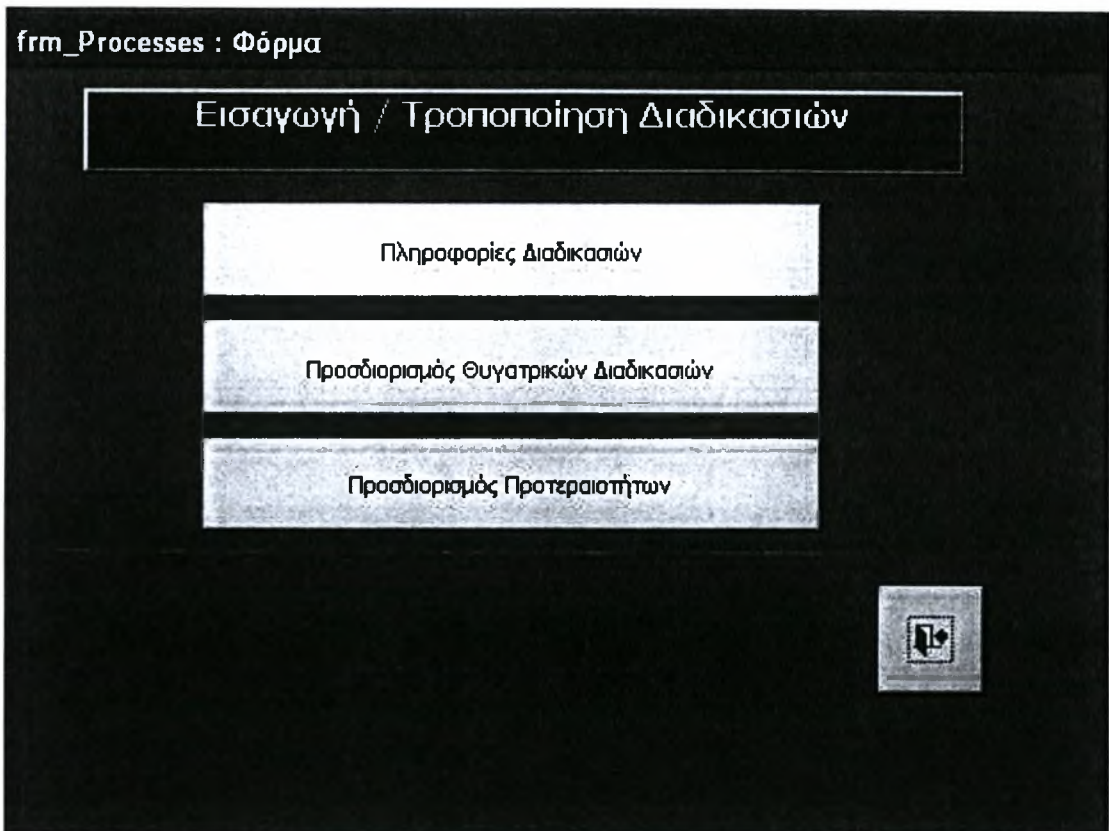 frm_Processes : Φόρμα
Εισαγωγή / Τροποποίηση Διαδικασιών
Πληροφορίες Διαδικασιών
Προσδιορισμός Θυγατρικών Διαδικασιών
Προσδιορισμός Προτεραιοτήτων